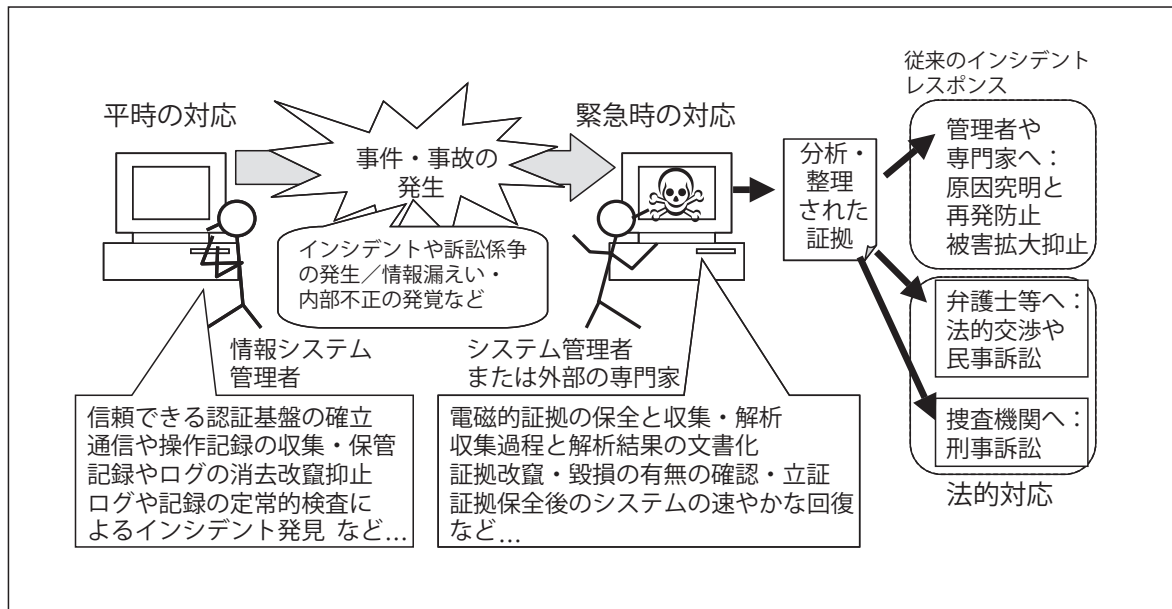 平時の対応
事件・事故の
発生
インシデントや訴訟係争
の発生／情報漏えい・
内部不正の発覚など
緊急時の対応
情報システム
管理者
信頼できる認証基盤の確立
通信や操作記録の収集・保管
記録やログの消去改竄抑止
ログや記録の定常的検査に
よるインシデント発見 など…
システム管理者
または外部の専門家
電磁的証拠の保全と収集・解析
収集過程と解析結果の文書化
証拠改竄・毀損の有無の確認・立証
証拠保全後のシステムの速やかな回復
など…
分析・
整理
された
証拠
従来のインシデント
レスポンス
管理者や
専門家へ：
原因究明と
再発防止
被害拡大抑止
弁護士等へ：
法的交渉や
民事訴訟
捜査機関へ：
刑事訴訟
法的対応